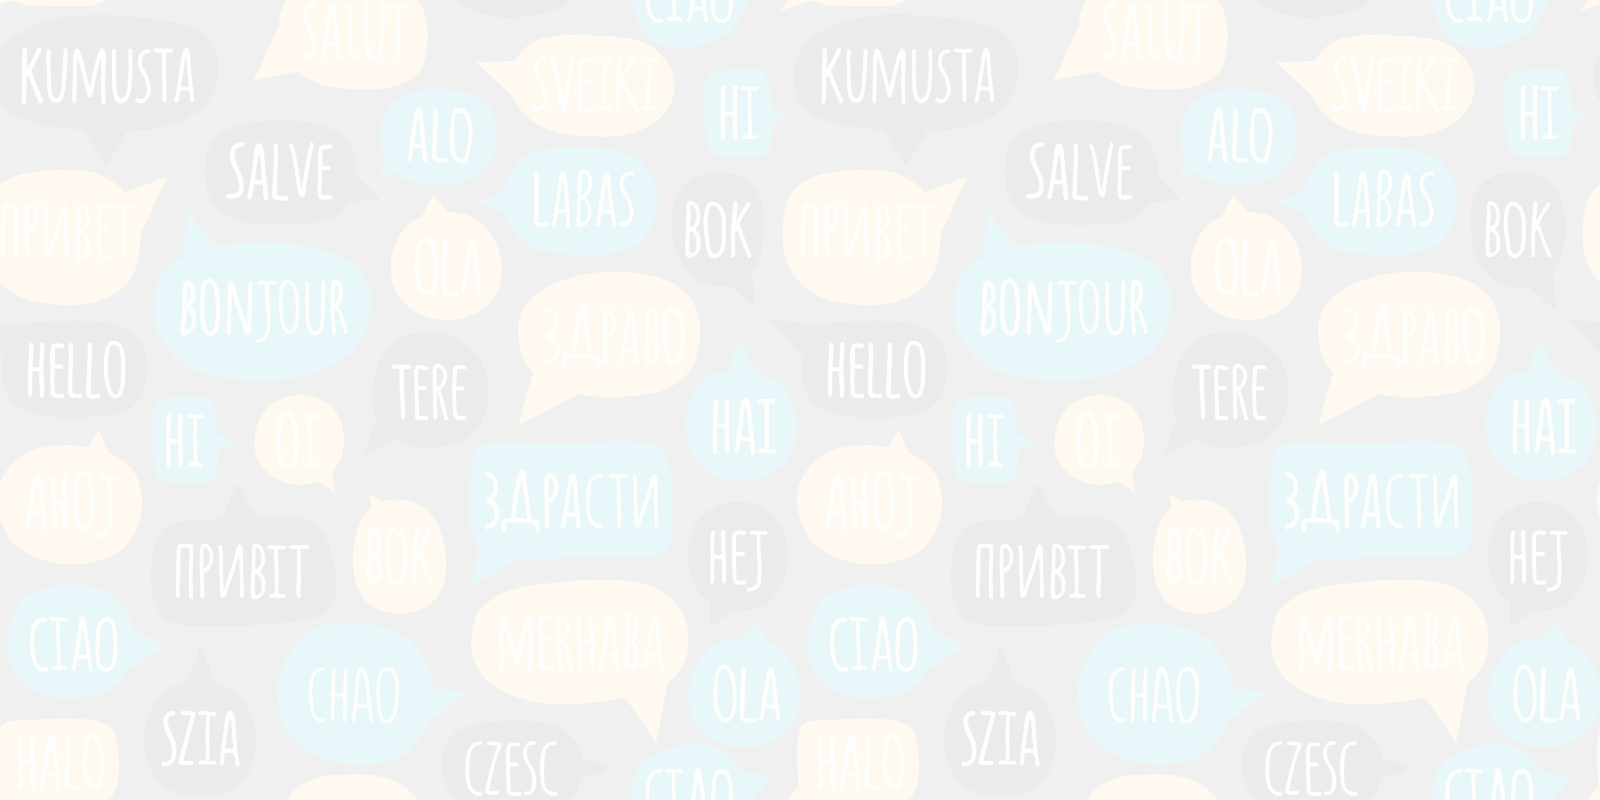 SALUT
CIAO
SALUT
CIAO
KUMUSTA
SVEIKI
KUMUSTA
SVEIKI
HI
HI
ALO
ALO
SALVE
SALVE
LABAS
LABAS
ПРИВЕТ
BOK
ПРИВЕТ
BOK
OLA
OLA
BONJOUR
BONJOUR
ЗДРАВО
ЗДРАВО
HELLO
HELLO
TERE
TERE
HAI
HAI
HI
OI
HI
OI
AHOJ
ЗДРАСТИ
AHOJ
ЗДРАСТИ
BOK
HEJ
BOK
HEJ
ПРИВІТ
ПРИВІТ
CIAO
MERHABA
CIAO
MERHABA
CHAO
OLA
CHAO
OLA
SZIA
SZIA
HALO
CZESC
CIAO
HALO
CZESC
CIAO